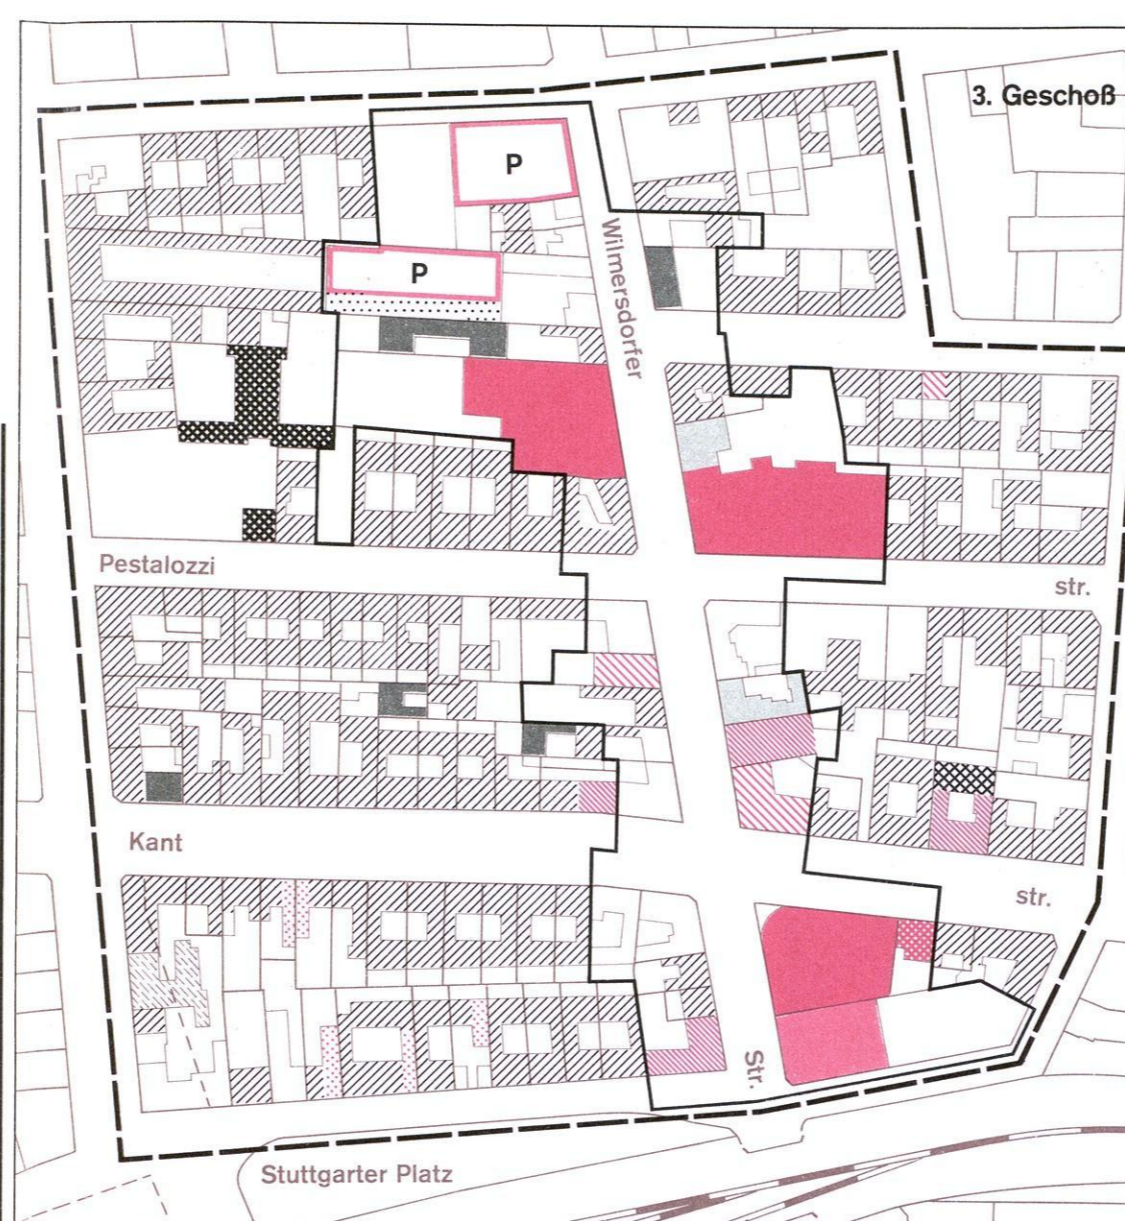 3. Geschoß
P
P
Wilmersdorfer
Pestalozzi
str.
Kant
str.
Str.
Stuttgarter Platz